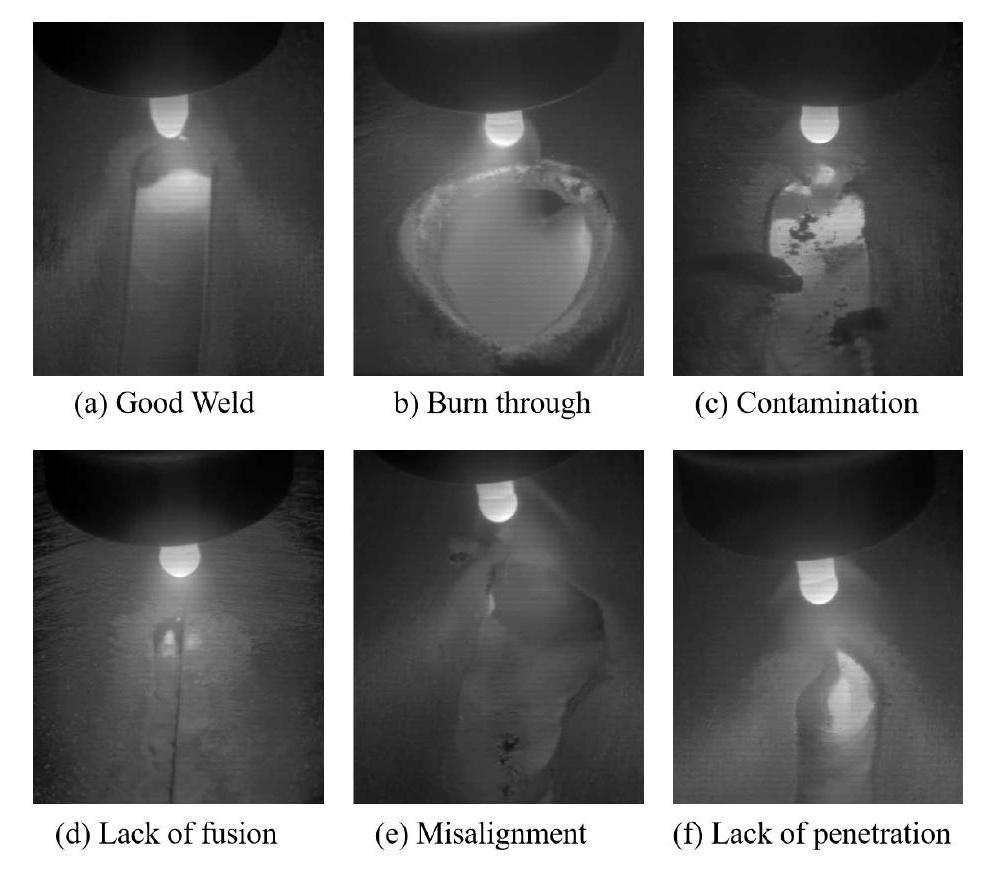 (a) Good Weld
b) Burn through
(c) Contamination
(d) Lack of fusion
(e) Misalignment
(f) Lack of penetration